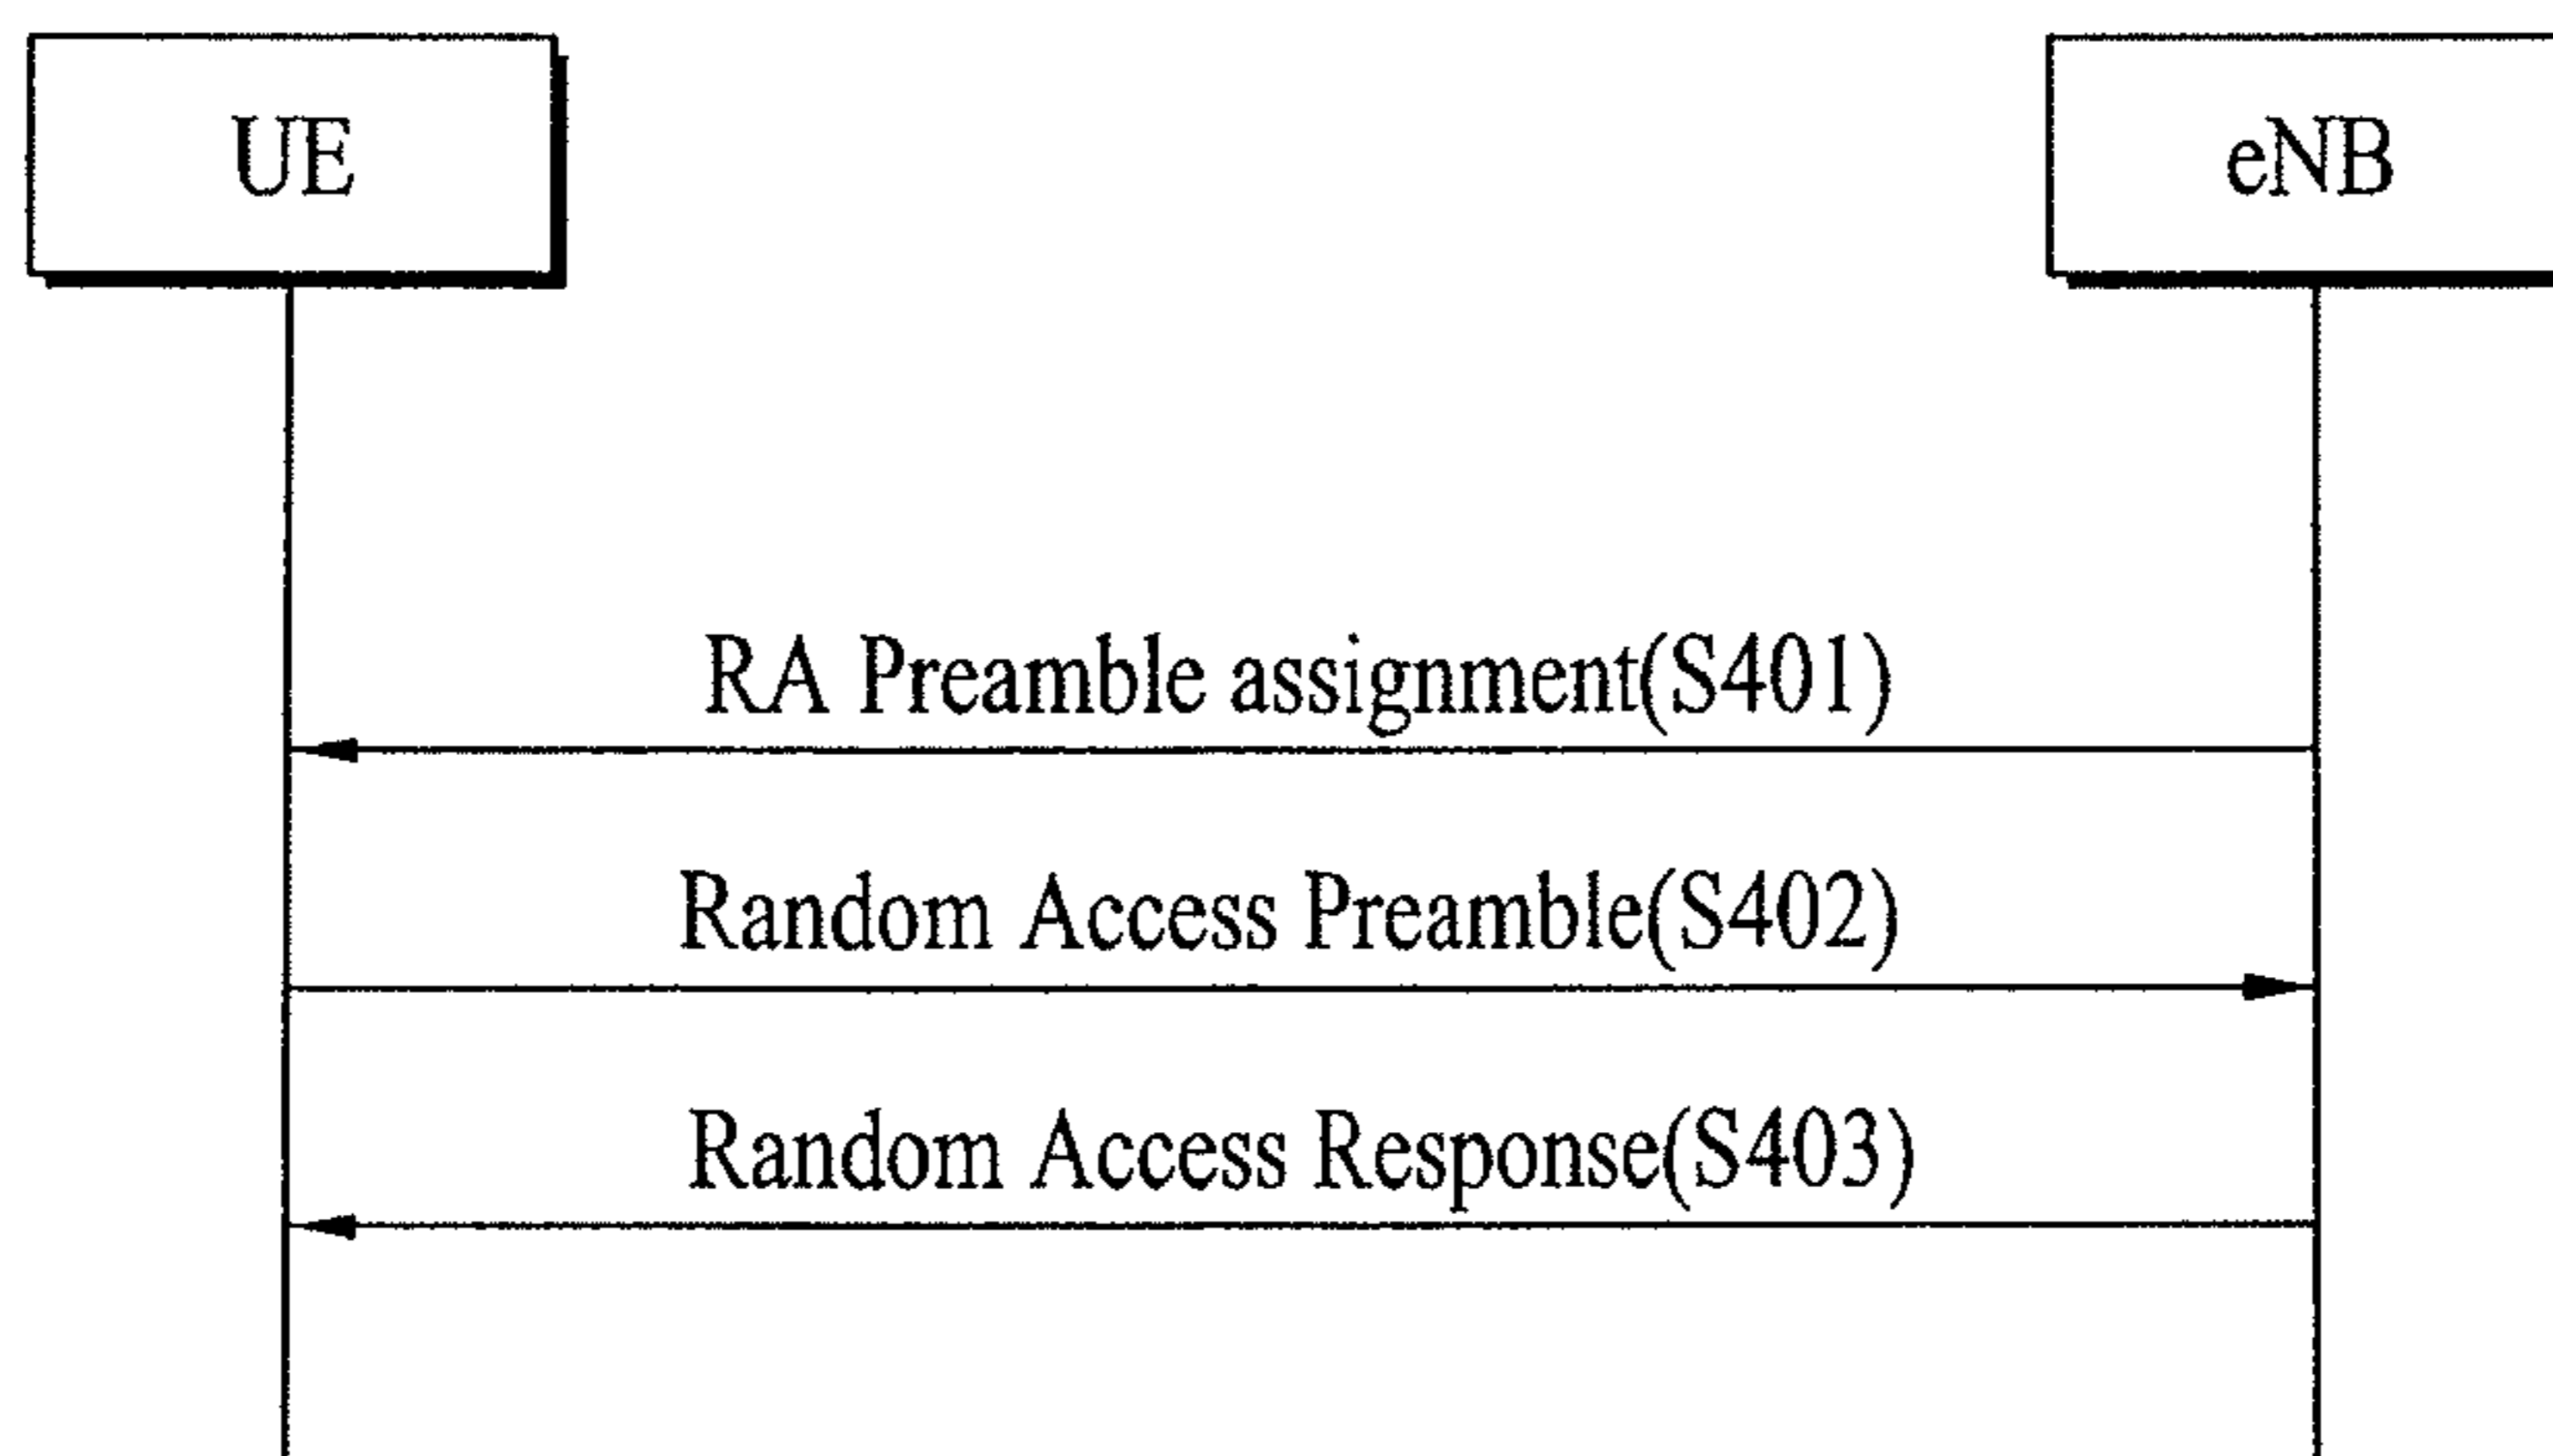 UE
eNB
RA Preamble assignment(S401)
Random Access Preamble(S402)
Random Access Response(S403)